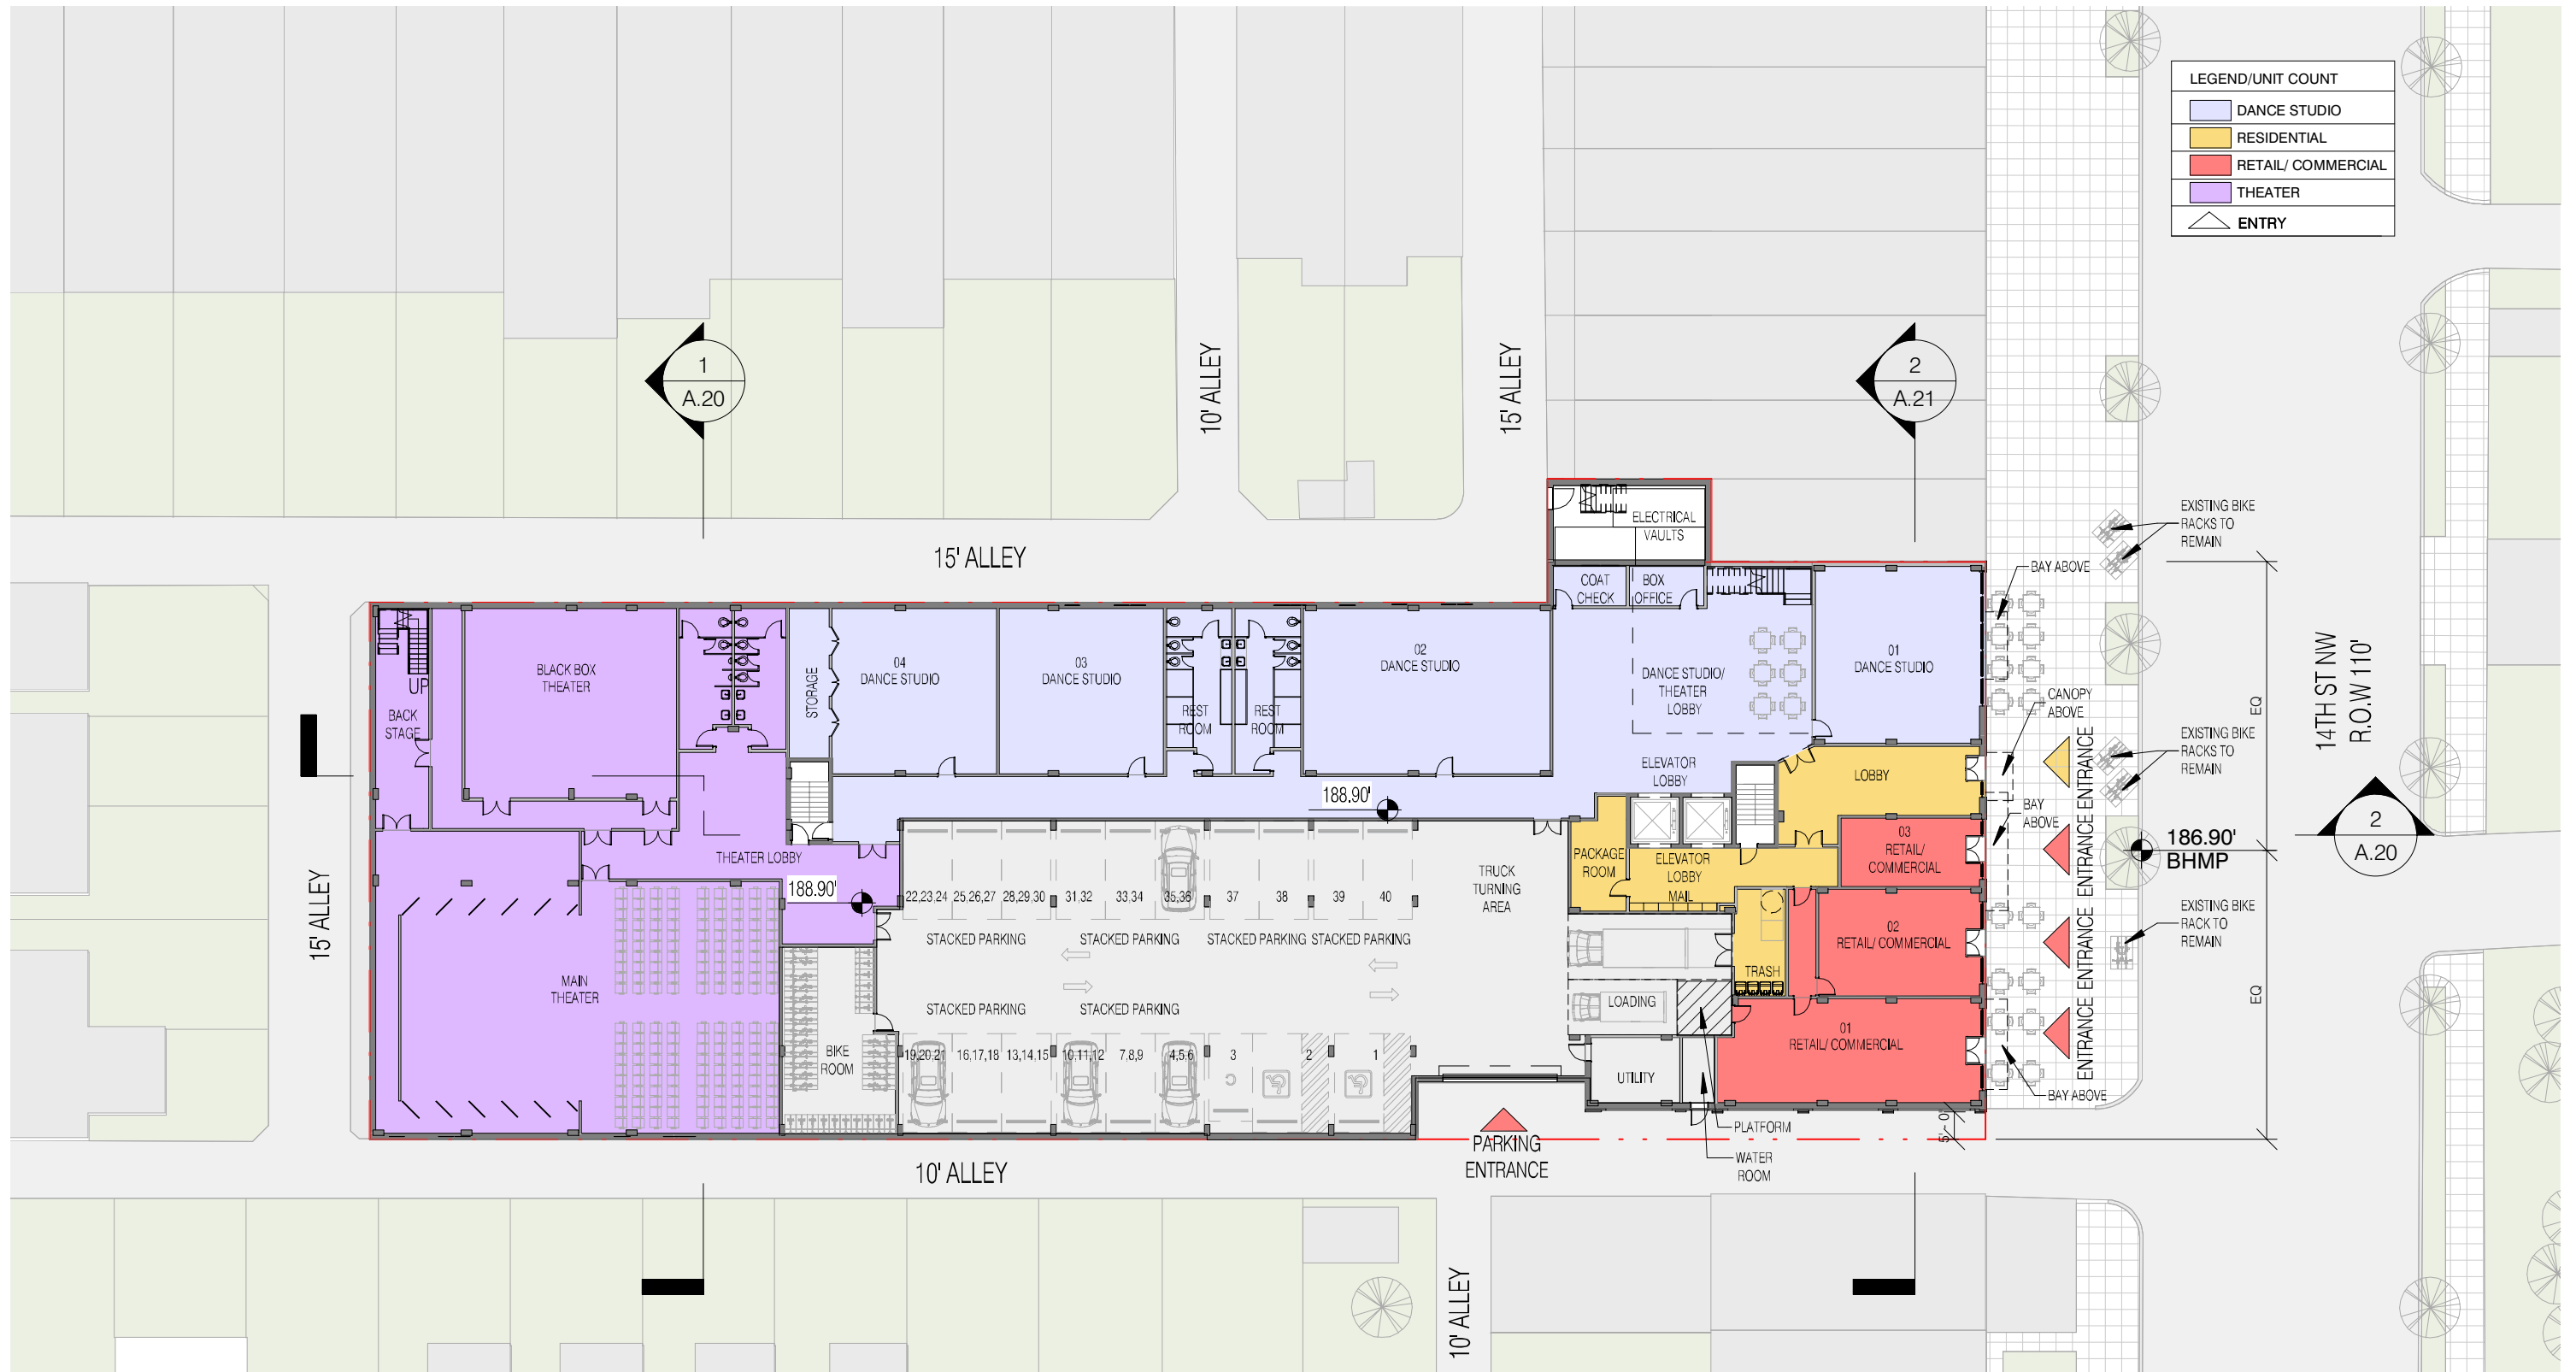 LEGEND/UNIT COUNT
DANCE STUDIO
RESIDENTIAL
RETAIL/ COMMERCIAL
THEATER
ENTRY
1
A.20
10' ALLEY
15' ALLEY
2
A.21
15' ALLEY
ELECTRICAL
VAULTS
COAT
CHECK
BOX
OFFICE
EXISTING BIKE
RACKS TO
REMAIN
BAY ABOVE
BLACK BOX
THEATER
UP
BACK
STAGE
STORAGE
04
DANCE STUDIO
03
DANCE STUDIO
REST
ROOM
REST
ROOM
02
DANCE STUDIO
DANCE STUDIO/
THEATER
LOBBY
01
DANCE STUDIO
CANOPY
ABOVE
EQ
14TH ST NW
R.O.W 110'
EXISTING BIKE
RACKS TO
REMAIN
ELEVATOR
LOBBY
LOBBY
188.90'
BAY
ABOVE
ENTRANCE
ENTRANCE
ENTRANCE
ENTRANCE
186.90'
BHMP
2
A.20
THEATER LOBBY
188.90'
PACKAGE
ROOM
ELEVATOR
LOBBY
MAIL
03
RETAIL/
COMMERCIAL
22,23,24
25,26,27
28,29,30
31,32
33,34
35,36
37
38
39
40
TRUCK
TURNING
AREA
STACKED PARKING
STACKED PARKING
STACKED PARKING
STACKED PARKING
02
RETAIL/ COMMERCIAL
EXISTING BIKE
RACK TO
REMAIN
15' ALLEY
MAIN
THEATER
TRASH
LOADING
EQ
STACKED PARKING
STACKED PARKING
BIKE
ROOM
19,20,21
16,17,18
13,14,15
10,11,12
7,8,9
4,5,6
3
2
1
C
01
RETAIL/ COMMERCIAL
UTILITY
BAY ABOVE
5'- 0"
PLATFORM
PARKING
ENTRANCE
WATER
ROOM
10' ALLEY
10' ALLEY